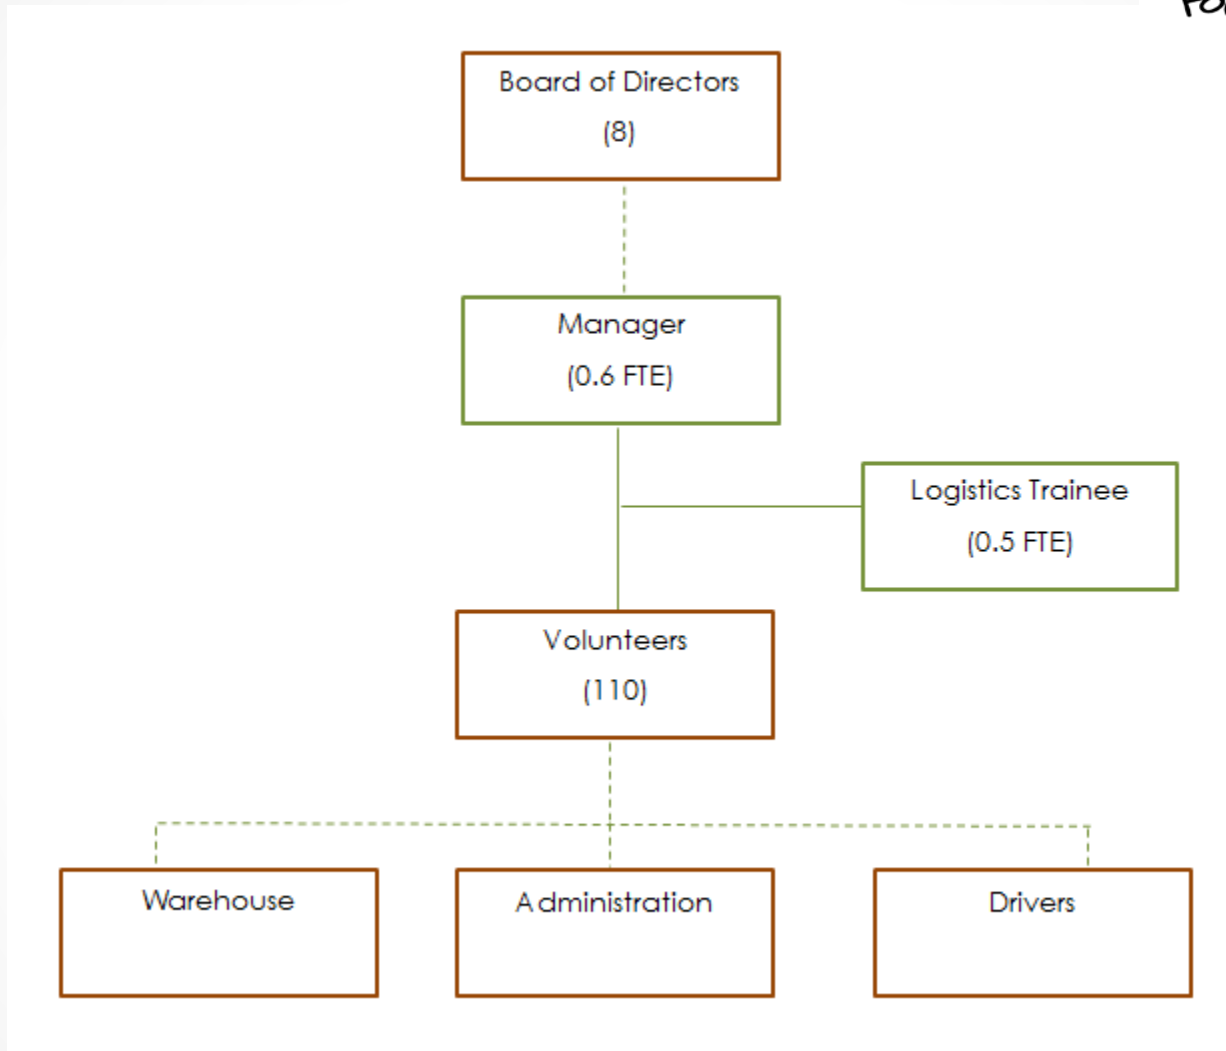 Board of Directors
(8)
Manager
(0.6 FTE)
Logistics Trainee
(0.5 FTE)
Volunteers
(110)
Warehouse
Administration
Drivers